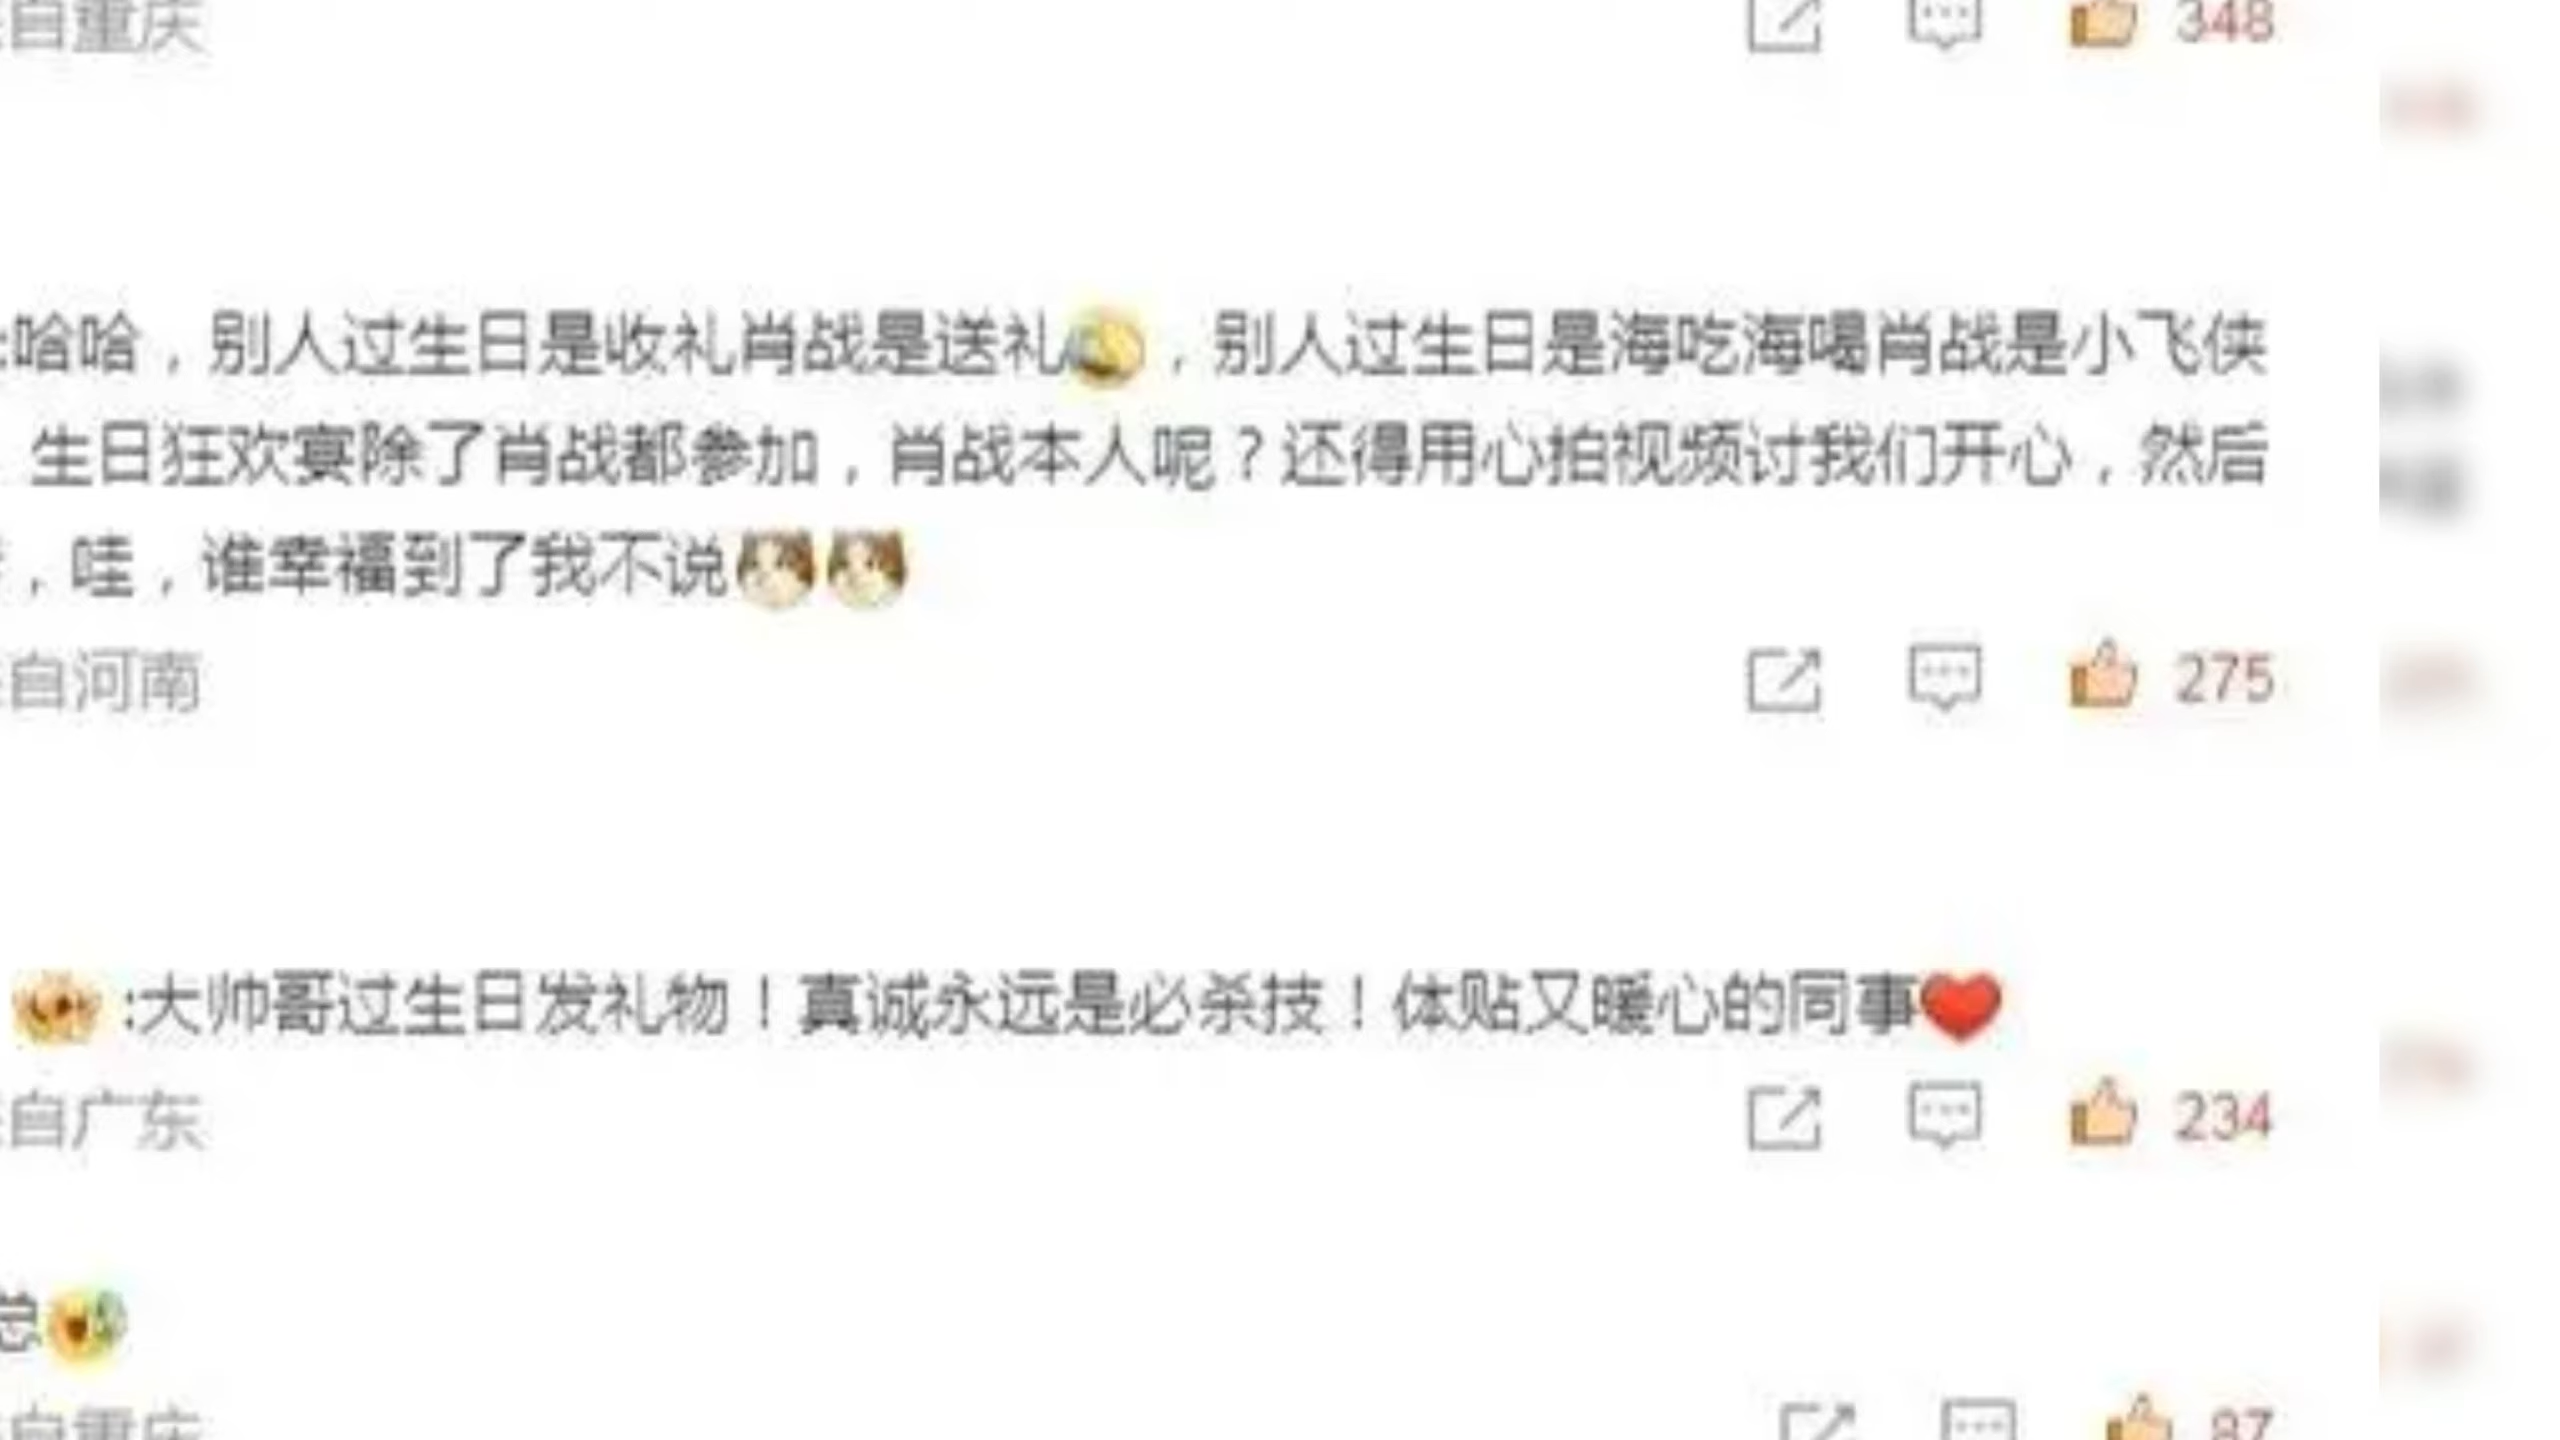 自重庆
348
哈哈，别人过生日是收礼肖战是送礼，别人过生日是海吃海喝肖战是小飞侠
生日狂欢宴除了肖战都参加，肖战本人呢？还得用心拍视频讨我们开心，然后
，哇，谁幸福到了我不说
自河南
275
:大帅哥过生日发礼物！真诚永远是必杀技！体贴又暖心的同事
自广东
234
总
自重庆
87